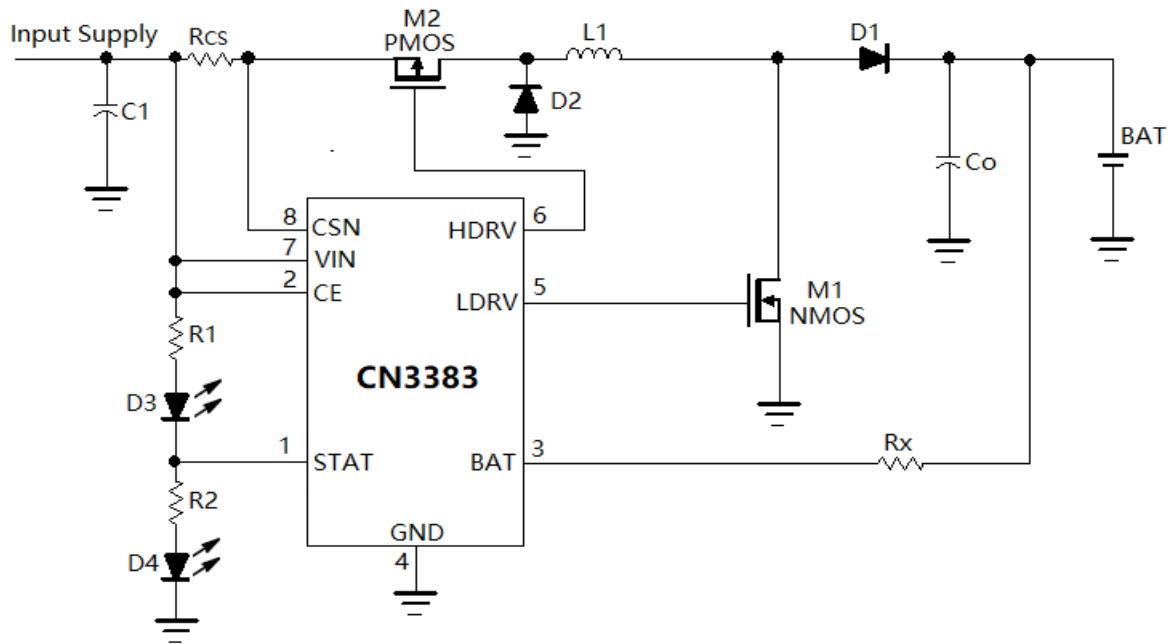 Input Supply
Rcs
M2
PMOS
L1
D1
C1
D2
BAT
Co
8
CSN
HDRV
6
7
VIN
2
CE
LDRV
5
M1
NMOS
R1
CN3383
D3
1
STAT
BAT
3
Rx
R2
GND
4
D4